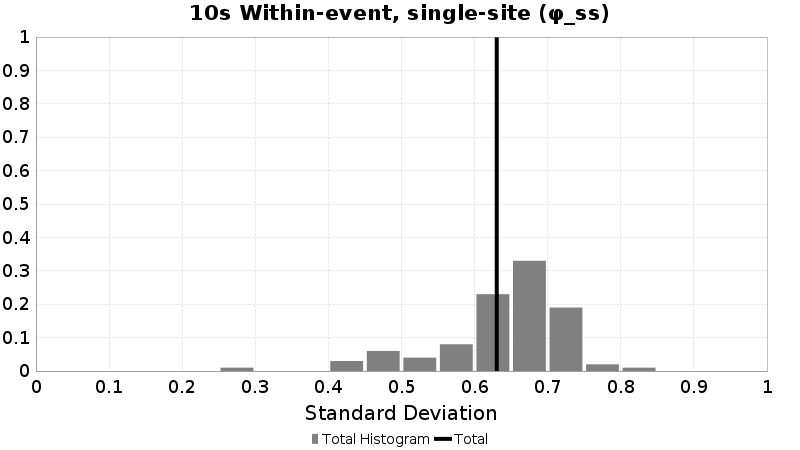 10s Within-event, single-site (φ_ss)
1
0.9
0.8
0.7
0.6
0.5
0.4
0.3
0.2
0.1
0
0 0.1 0.2 0.3 0.4 0.5 0.6 0.7 0.8 0.9 1
Standard Deviation
Total Histogram Total